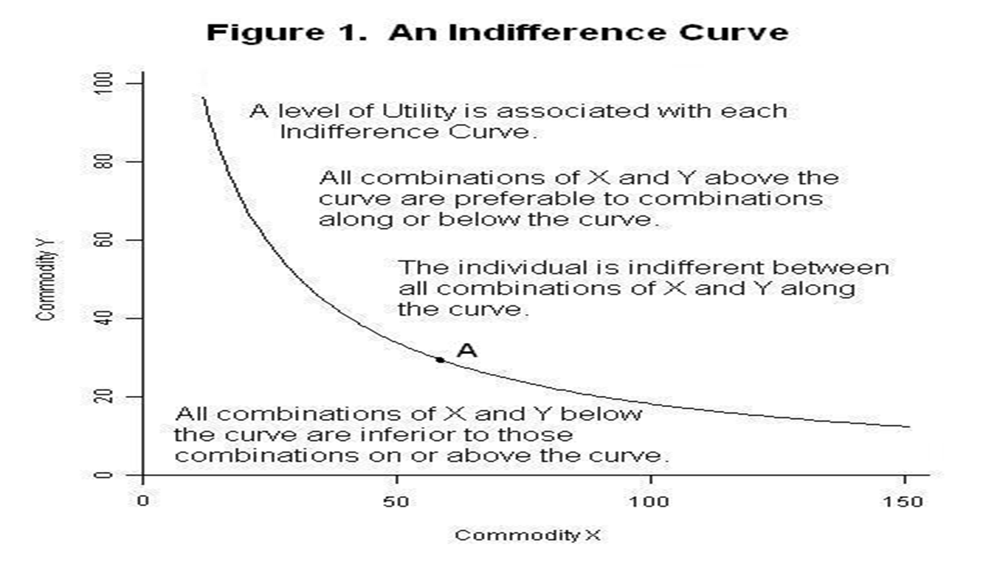 Figure 1. An Indifference Curve
100
80
60
40
20
0
Commodity Y
A level of Utility is associated with each
Indifference Curve.
All combinations of X and Y above the
curve are preferable to combinations
along or below the curve.
The individual is indifferent between
all combinations of X and Y along
the curve.
A
All combinations of X and Y below
the curve are inferior to those
combinations on or above the curve.
0 50 100 150
Commodity X